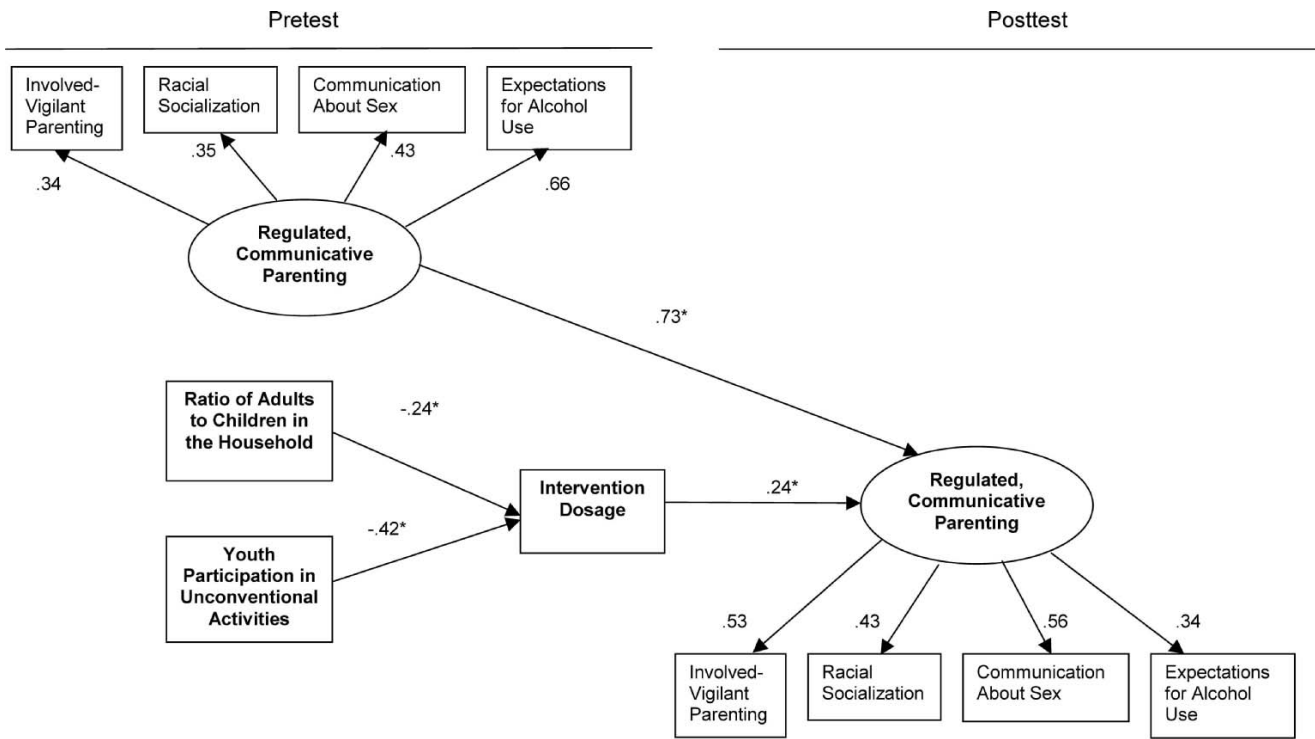 Pretest
Posttest
Involved-
Vigilant
Parenting
Racial
Socialization
Communication
About Sex
Expectations
for Alcohol
Use
.34
.35
.43
.66
Regulated,
Communicative
Parenting
.73*
Ratio of Adults
to Children in
the Household
-.24*
Youth
Participation in
Unconventional
Activities
-.42*
Intervention
Dosage
.24*
Regulated,
Communicative
Parenting
.53
.43
.56
.34
Involved-
Vigilant
Parenting
Racial
Socialization
Communication
About Sex
Expectations
for Alcohol
Use